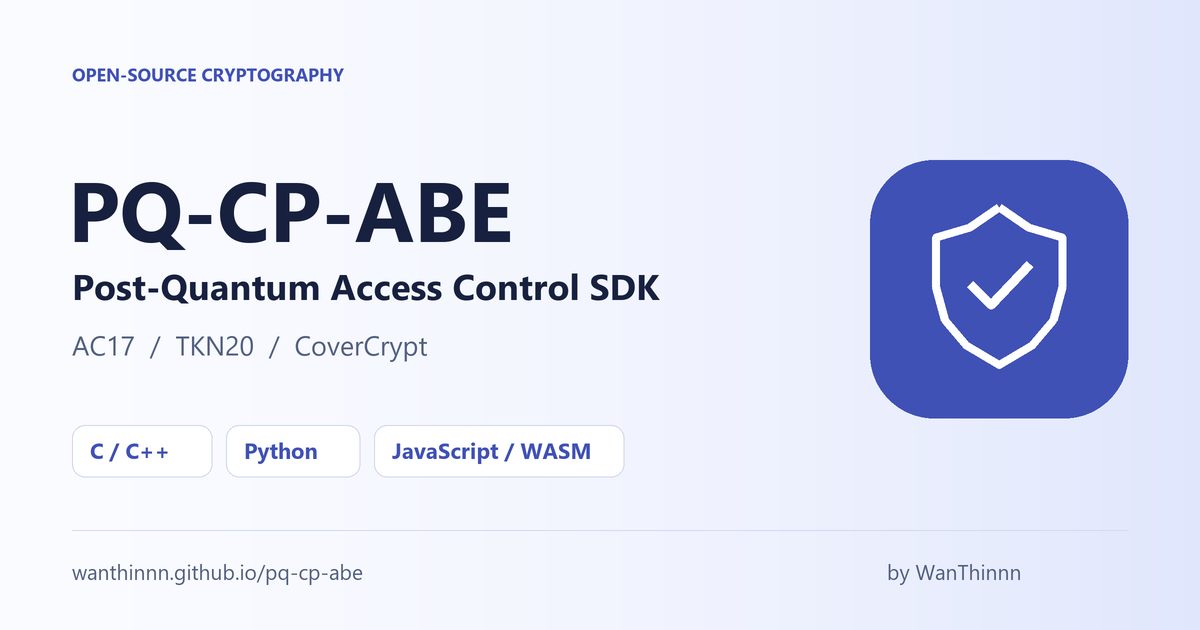 OPEN-SOURCE CRYPTOGRAPHY
PQ-CP-ABE
Post-Quantum Access Control SDK
AC17 / TKN20 / CoverCrypt
C / C++ Python JavaScript / WASM
wanthinnn.github.io/pq-cp-abe by WanThinnn